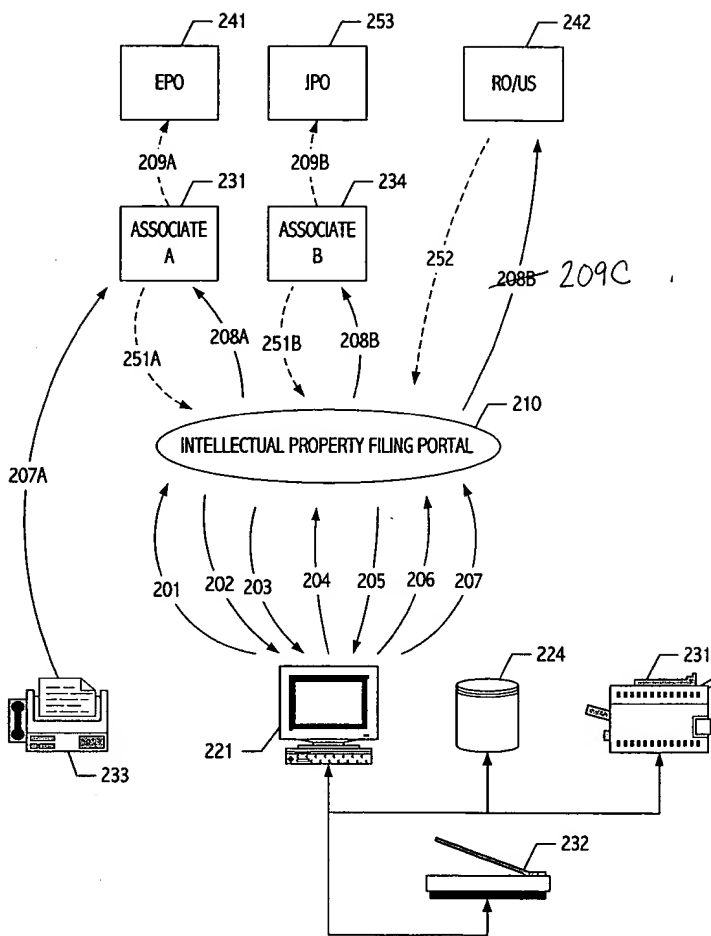 241
253
242
EPO
JPO
RO/US
209A
209B
231
234
ASSOCIATE
A
ASSOCIATE
B
252
208B 209C
251A
208A
251B
208B
210
INTELLECTUAL PROPERTY FILING PORTAL
207A
201
202
203
204
205
206
207
224
231
221
233
232